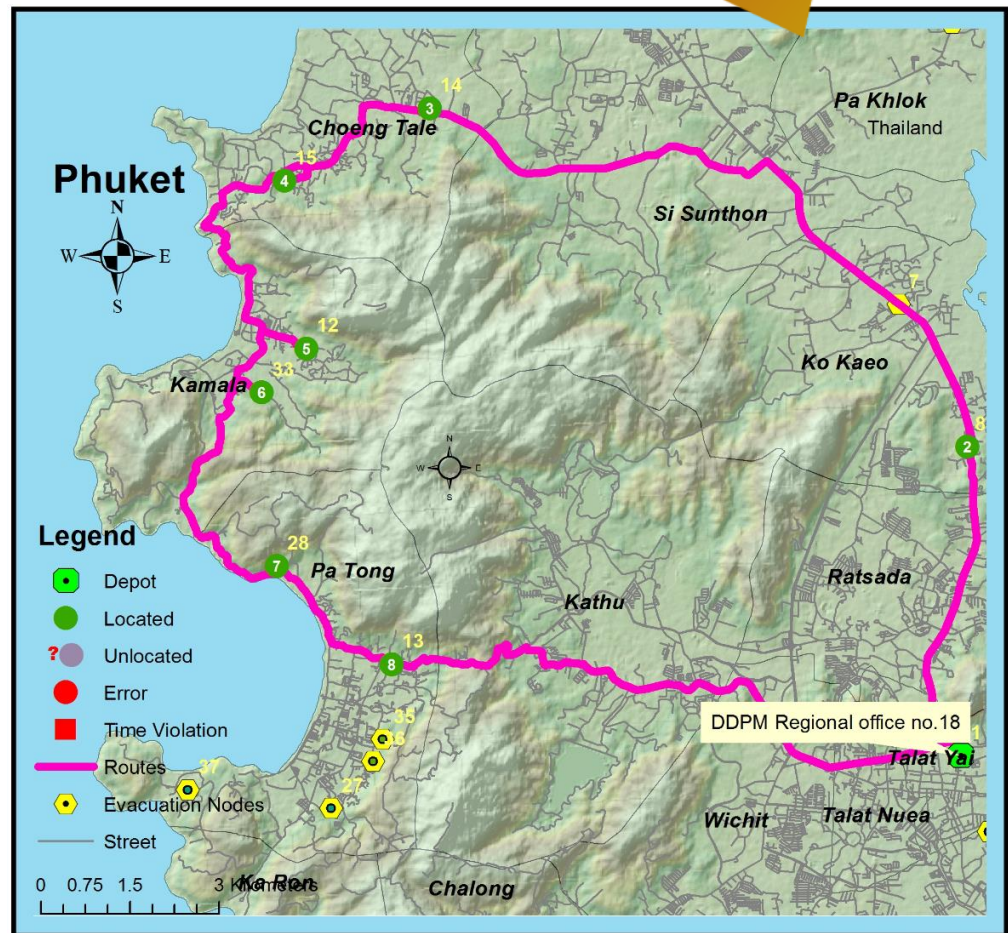 14
3
Pa Khlok
Thailand
Choeng Tale
15
4
Phuket
N
W E
S
Si Sunthon
7
12
5
Ko Kaeo
33
Kamala
6
8
2
N
W E
S
Legend
Depot
Located
? Unlocated
Error
Time Violation
Routes
Evacuation Nodes
Street
28
7
Pa Tong
Ratsada
Kathu
13
8
DDPM Regional office no.18
35
1
Talat Yai
37
27
Wichit
Talat Nuea
0 0.75 1.5 3 Kilometers
Ka Ron
Chalong